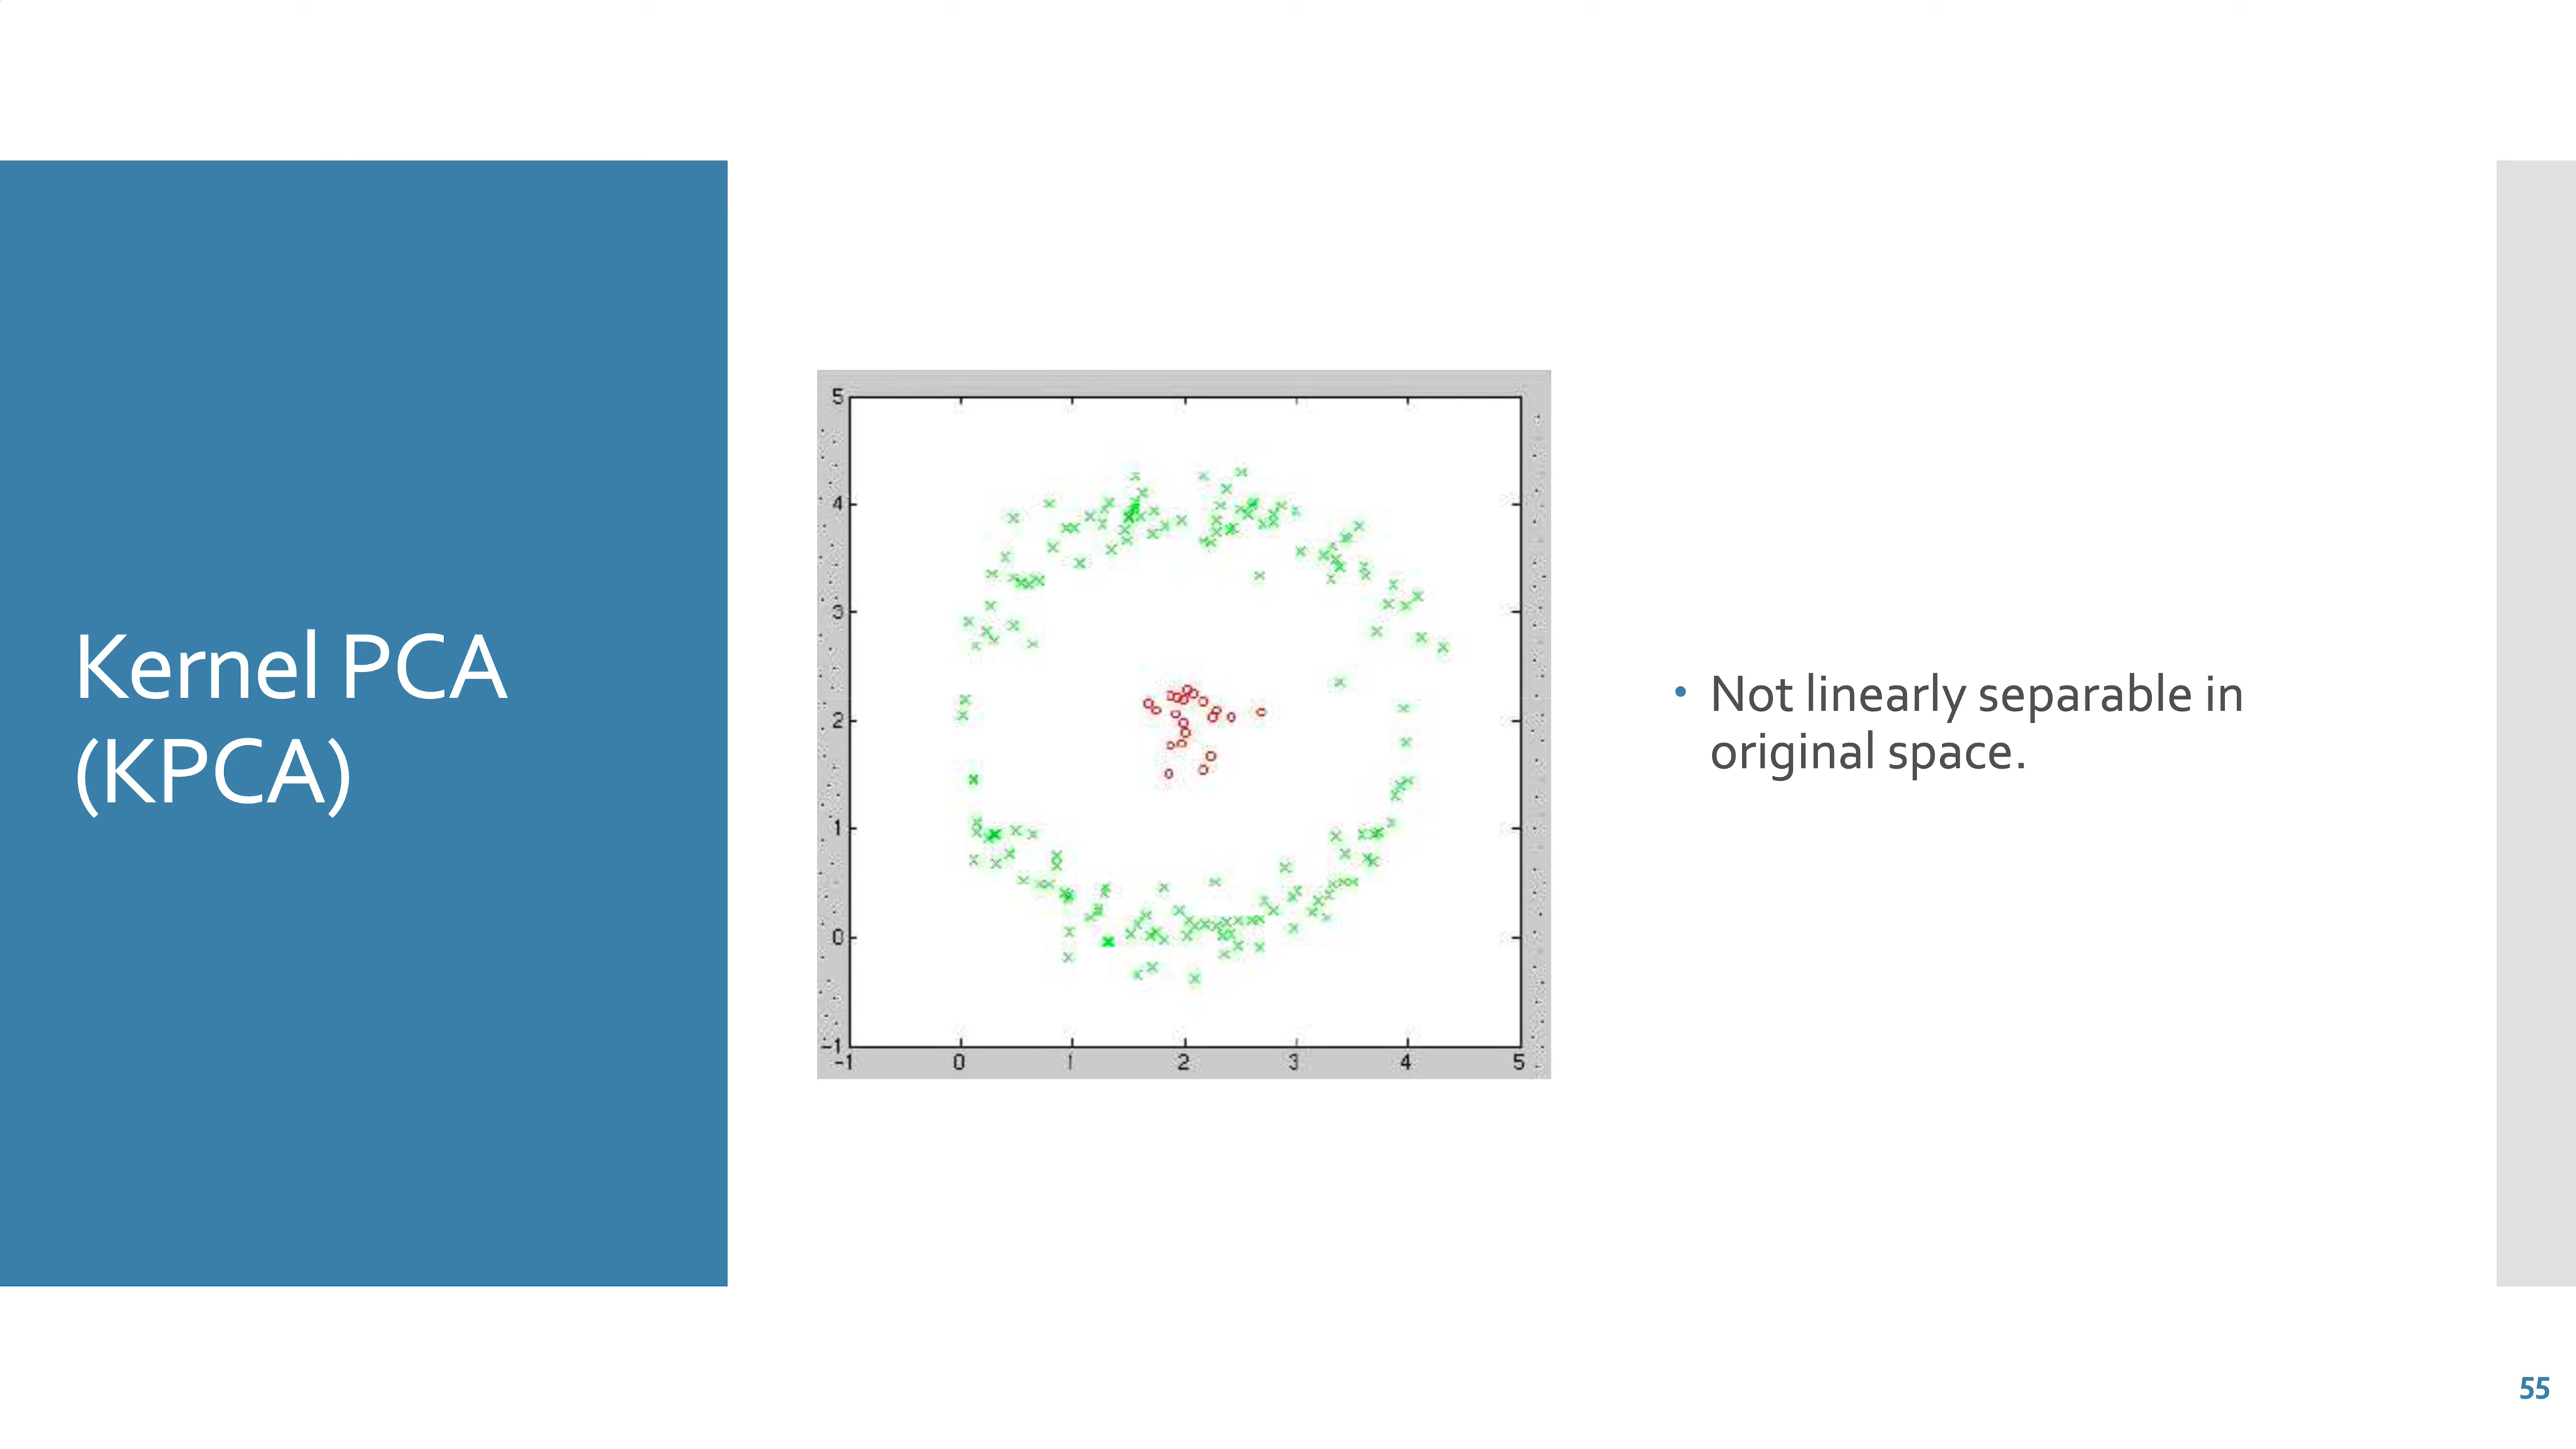 Kernel PCA
(KPCA)
5
4
3
2
1
0
-1
-1 0 1 2 3 4 5
• Not linearly separable in
original space.
55